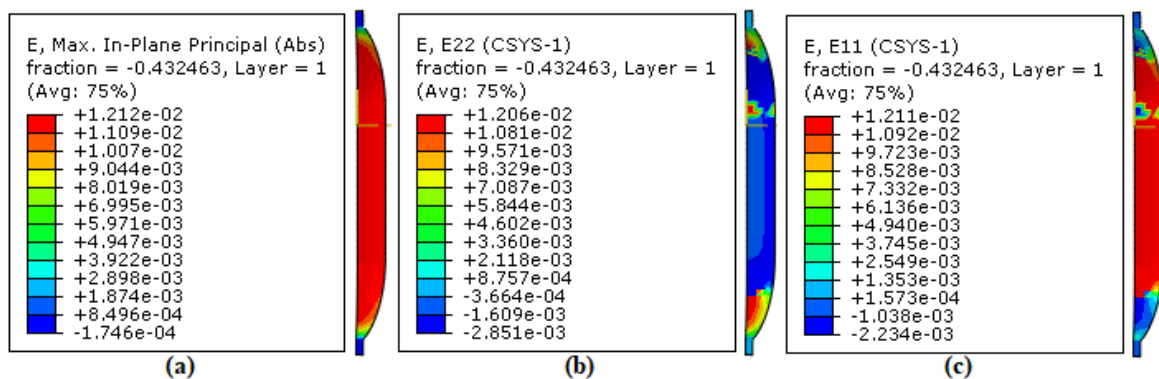 E, Max. In-Plane Principal (Abs)
fraction = -0.432463, Layer = 1
(Avg: 75%)
+1.212e-02
+1.109e-02
+1.007e-02
+9.044e-03
+8.019e-03
+6.995e-03
+5.971e-03
+4.947e-03
+3.922e-03
+2.898e-03
+1.874e-03
+8.496e-04
-1.746e-04
(a)
E, E22 (CSYS-1)
fraction = -0.432463, Layer = 1
(Avg: 75%)
+1.206e-02
+1.081e-02
+9.571e-03
+8.329e-03
+7.087e-03
+5.844e-03
+4.602e-03
+3.360e-03
+2.118e-03
+8.757e-04
-3.664e-04
-1.609e-03
-2.851e-03
(b)
E, E11 (CSYS-1)
fraction = -0.432463, Layer = 1
(Avg: 75%)
+1.211e-02
+1.092e-02
+9.723e-03
+8.528e-03
+7.332e-03
+6.136e-03
+4.940e-03
+3.745e-03
+2.549e-03
+1.353e-03
+1.573e-04
-1.038e-03
-2.234e-03
(c)